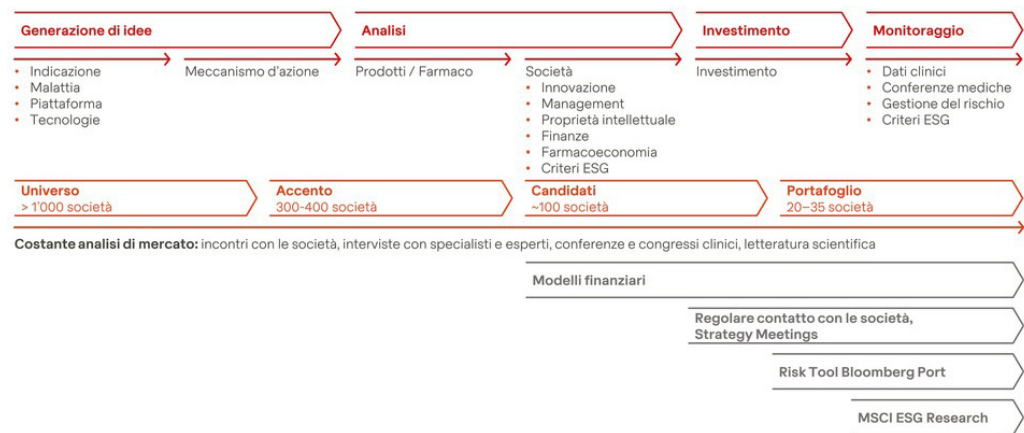 Generazione di idee
Analisi
Investimento
Monitoraggio
• Indicazione
• Malattia
• Piattaforma
• Tecnologie
Meccanismo d'azione
Prodotti / Farmaco
Società
• Innovazione
• Management
• Proprietà intellettuale
• Finanze
• Farmacoeconomia
• Criteri ESG
Investimento
• Dati clinici
• Conferenze mediche
• Gestione del rischio
• Criteri ESG
Universo
> 1'000 società
Accento
300-400 società
Candidati
~100 società
Portafoglio
20–35 società
Costante analisi di mercato: incontri con le società, interviste con specialisti e esperti, conferenze e congressi clinici, letteratura scientifica
Modelli finanziari
Regolare contatto con le società,
Strategy Meetings
Risk Tool Bloomberg Port
MSCI ESG Research